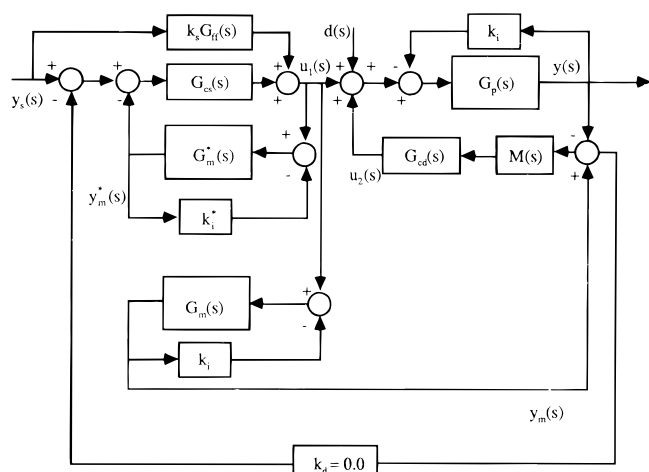 k_s G_ff(s)
d(s)
k_i
+
+
u_1(s)
-
y(s)
+
-
+
-
G_cs(s)
+
+
+
+
+
+
G_p(s)
y_s(s)
+
G*_m(s)
-
+
u_2(s)
G_cd(s)
M(s)
-
+
y*_m(s)
k*_i
G_m(s)
+
-
k_i
y_m(s)
k_d = 0.0